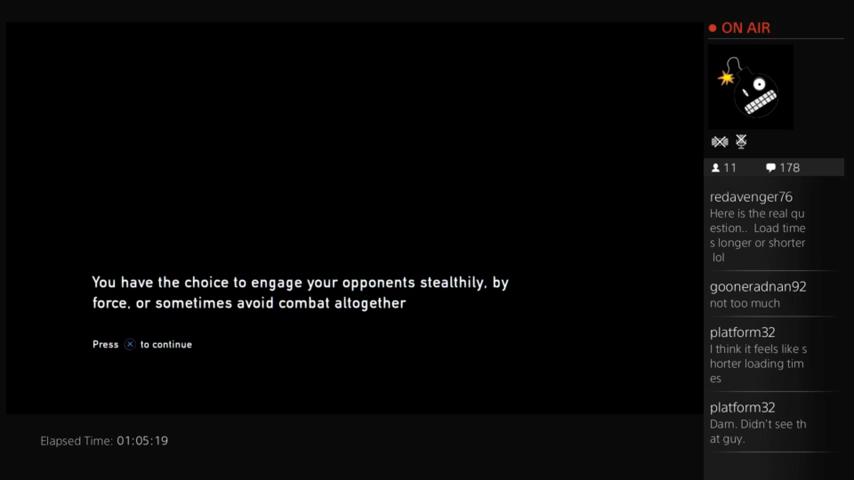 ON AIR
11 178
redavenger76
Here is the real qu
estion.. Load time
s longer or shorter
lol
gooneradnan92
not too much
platform32
I think it feels like s
horter loading tim
es
platform32
Darn. Didn't see th
at guy.
You have the choice to engage your opponents stealthily, by
force, or sometimes avoid combat altogether
Press X to continue
Elapsed Time: 01:05:19